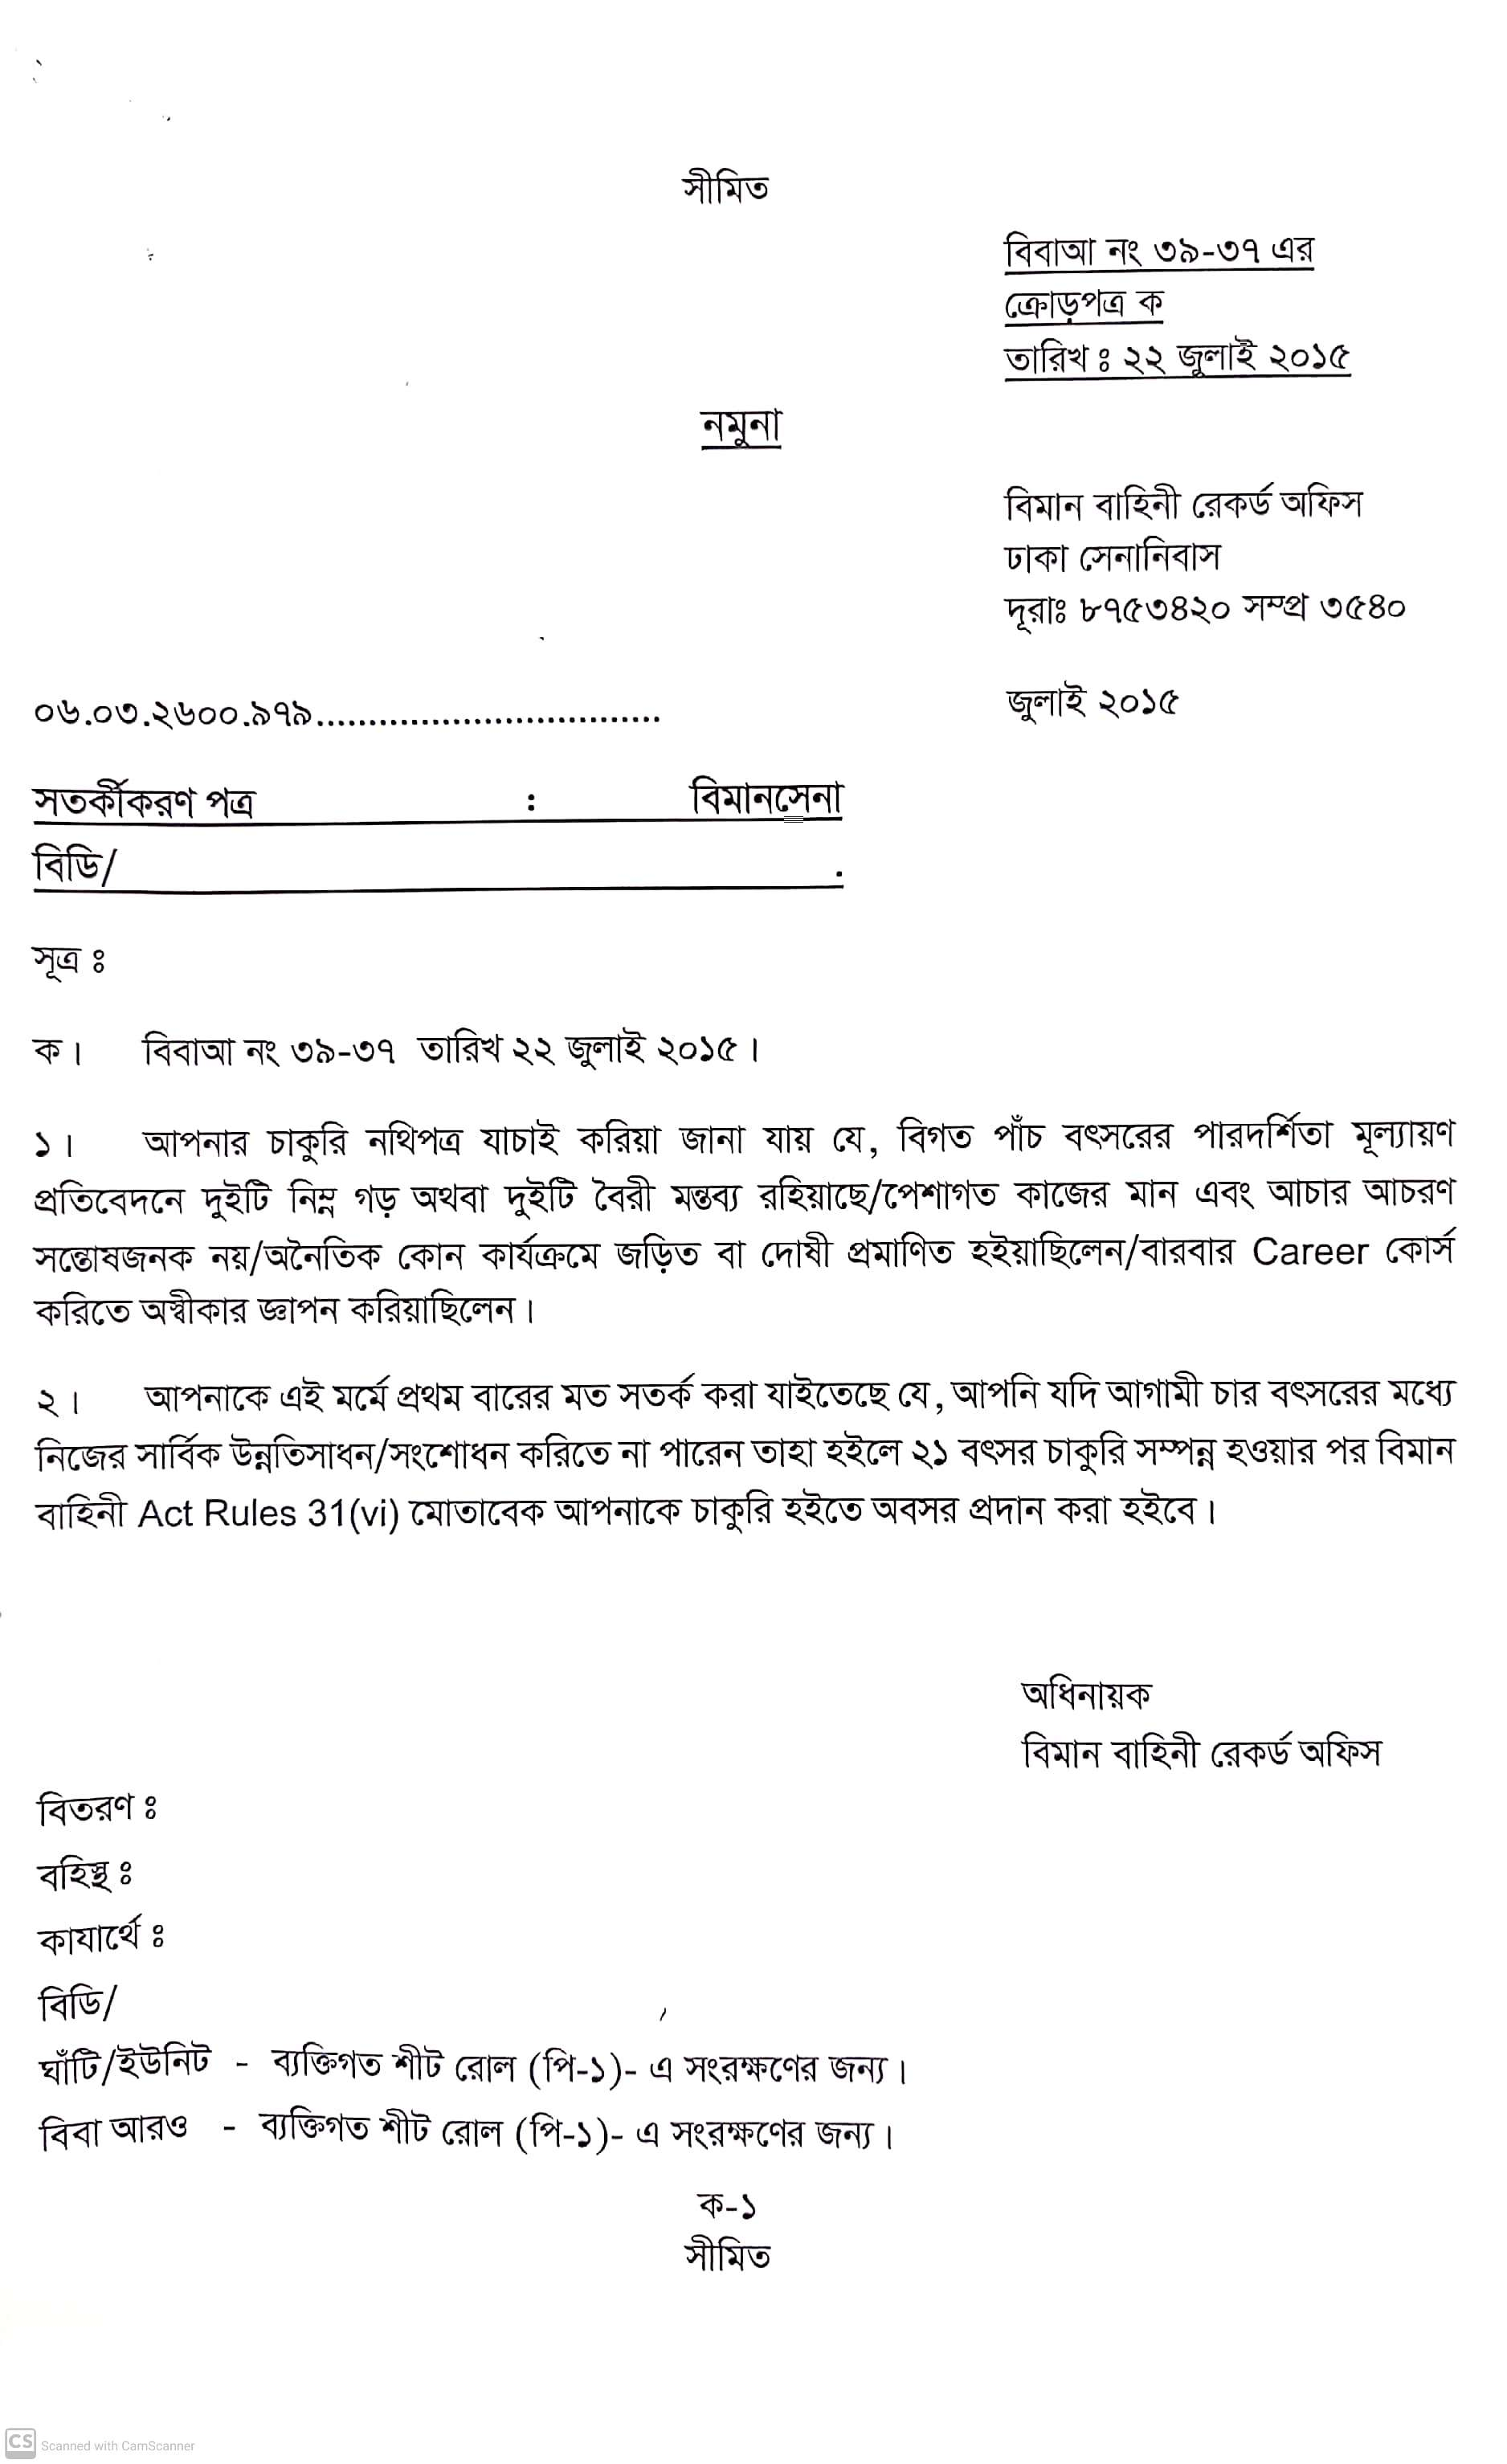 সীমিত
বিবাআ নং ৩৯-৩৭ এর
ক্রোড়পত্র ক
তারিখ ঃ ২২ জুলাই ২০১৫
নমুনা
বিমান বাহিনী রেকর্ড অফিস
ঢাকা সেনানিবাস
দূরাঃ ৮৭৫৩৪২০ সম্প্র ৩৫৪০
০৬.০৩.২৬০০.৯৭৯................................. জুলাই ২০১৫
সতর্কীকরণ পত্র : বিমানসেনা
বিডি/ .
সূত্র ঃ
ক। বিবাআ নং ৩৯-৩৭ তারিখ ২২ জুলাই ২০১৫।
১। আপনার চাকুরি নথিপত্র যাচাই করিয়া জানা যায় যে, বিগত পাঁচ বৎসরের পারদর্শিতা মূল্যায়ণ
প্রতিবেদনে দুইটি নিম্ন গড় অথবা দুইটি বৈরী মন্তব্য রহিয়াছে/পেশাগত কাজের মান এবং আচার আচরণ
সন্তোষজনক নয়/অনৈতিক কোন কার্যক্রমে জড়িত বা দোষী প্রমাণিত হইয়াছিলেন/বারবার Career কোর্স
করিতে অস্বীকার জ্ঞাপন করিয়াছিলেন।
২। আপনাকে এই মর্মে প্রথম বারের মত সতর্ক করা যাইতেছে যে, আপনি যদি আগামী চার বৎসরের মধ্যে
নিজের সার্বিক উন্নতিসাধন/সংশোধন করিতে না পারেন তাহা হইলে ২১ বৎসর চাকুরি সম্পন্ন হওয়ার পর বিমান
বাহিনী Act Rules 31(vi) মোতাবেক আপনাকে চাকুরি হইতে অবসর প্রদান করা হইবে।
অধিনায়ক
বিমান বাহিনী রেকর্ড অফিস
বিতরণ ঃ
বহিস্থ ঃ
কাযার্থে ঃ
বিডি/
ঘাঁটি/ইউনিট - ব্যক্তিগত শীট রোল (পি-১)- এ সংরক্ষণের জন্য।
বিবা আরও - ব্যক্তিগত শীট রোল (পি-১)- এ সংরক্ষণের জন্য।
ক-১
সীমিত
CS Scanned with CamScanner